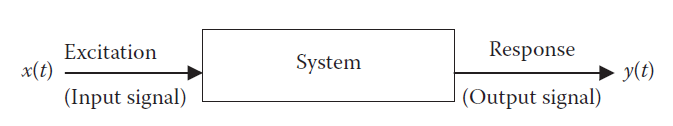 Excitation
x(t)
(Input signal)
System
Response
y(t)
(Output signal)